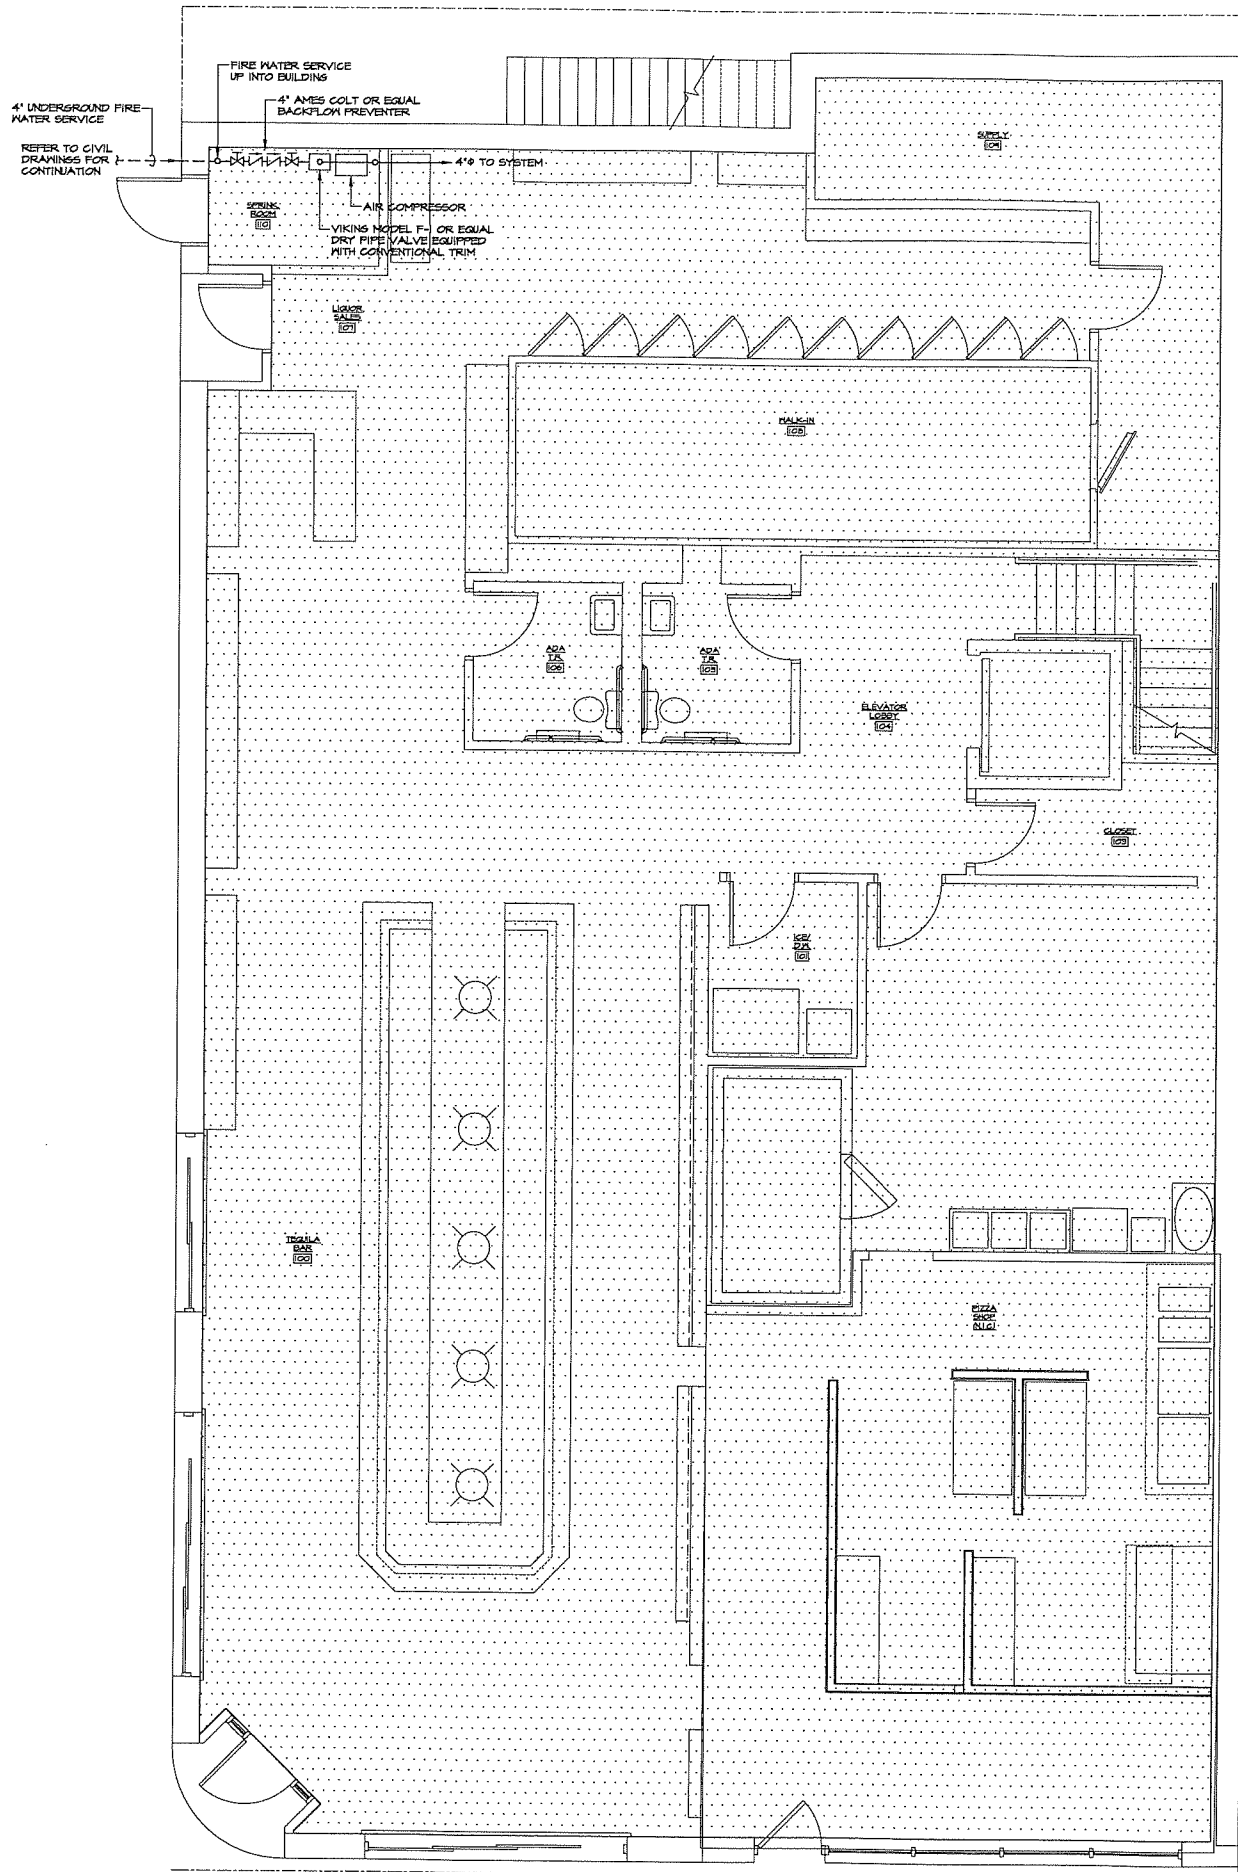 FIRE WATER SERVICE
UP INTO BUILDING
4" UNDERGROUND FIRE
WATER SERVICE
4" AMES COLT OR EQUAL
BACKFLOW PREVENTER
REFER TO CIVIL
DRAWINGS FOR
CONTINUATION
4"Φ TO SYSTEM
AIR COMPRESSOR
SPRINK.
ROOM
110
VIKING MODEL F-1 OR EQUAL
DRY PIPE VALVE EQUIPPED
WITH CONVENTIONAL TRIM
SUPPLY
LIQUOR
SALES
107
WALK-IN
108
ADA
T.R.
106
ADA
T.R.
105
ELEVATOR
LOBBY
104
CLOSET
103
ICE/
D.W.
101
TEQUILA
BAR
100
PIZZA
SHOP
(N.I.C.)